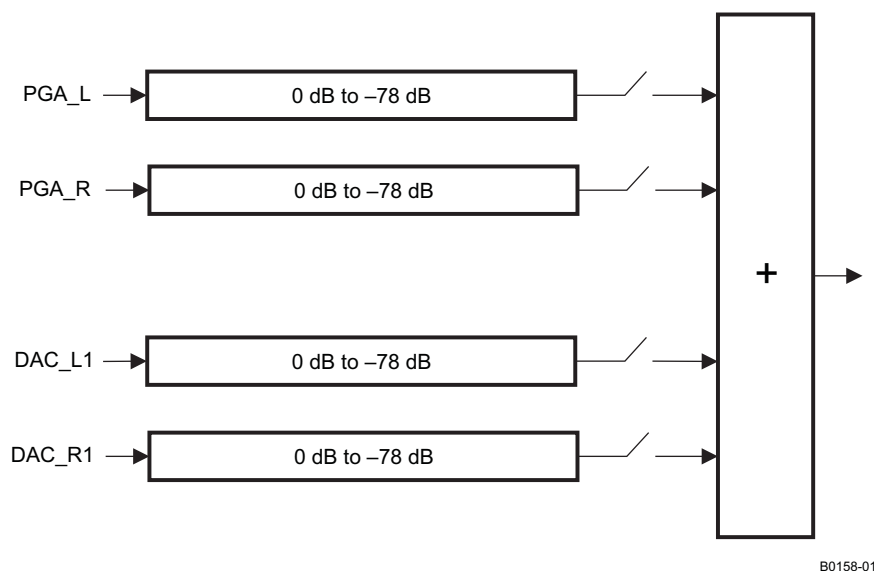 PGA_L
0 dB to –78 dB
PGA_R
0 dB to –78 dB
+
DAC_L1
0 dB to –78 dB
DAC_R1
0 dB to –78 dB
B0158-01